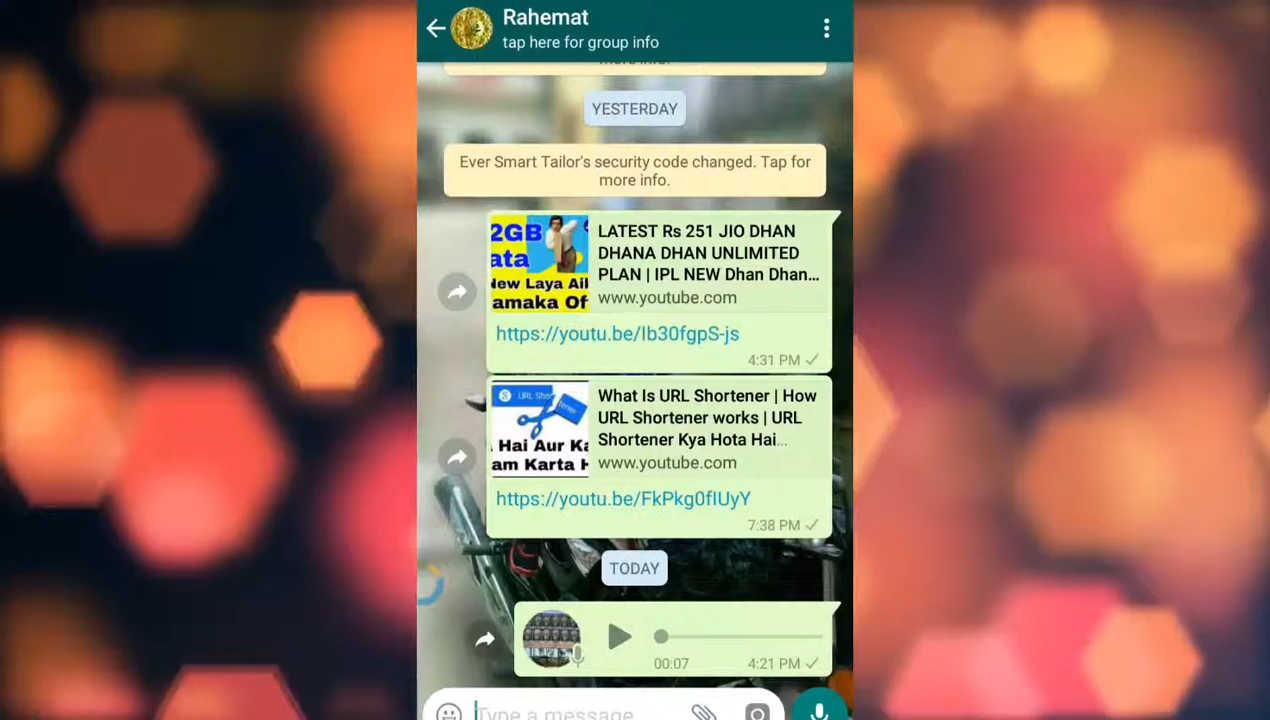 Rahemat
tap here for group info
more info.
YESTERDAY
Ever Smart Tailor's security code changed. Tap for
more info.
2GB
ata
New Laya Ail
amaka Of
LATEST Rs 251 JIO DHAN
DHANA DHAN UNLIMITED
PLAN | IPL NEW Dhan Dhan...
www.youtube.com
https://youtu.be/Ib30fgpS-js
4:31 PM
URL Shortener
Hai Aur Ka
am Karta H
What Is URL Shortener | How
URL Shortener works | URL
Shortener Kya Hota Hai...
www.youtube.com
https://youtu.be/FkPkg0fIUyY
7:38 PM
TODAY
00:07
4:21 PM
Type a message